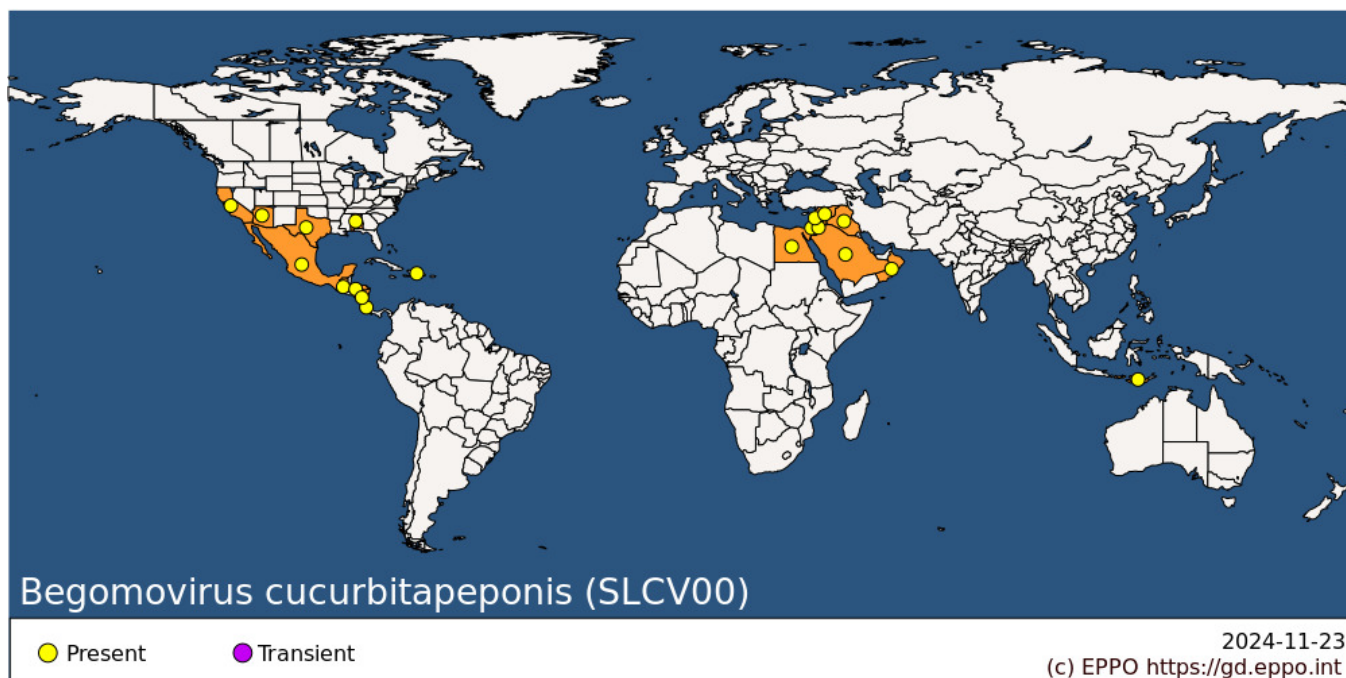 Begomovirus cucurbitapeponis (SLCV00)
Present
Transient
2024-11-23
(c) EPPO https://gd.eppo.int